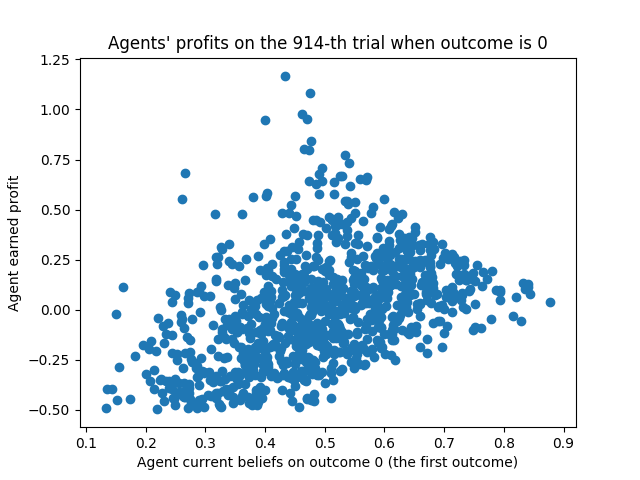 Agents' profits on the 914-th trial when outcome is 0
1.25
1.00
0.75
0.50
0.25
0.00
−0.25
−0.50
Agent earned profit
0.1 0.2 0.3 0.4 0.5 0.6 0.7 0.8 0.9
Agent current beliefs on outcome 0 (the first outcome)